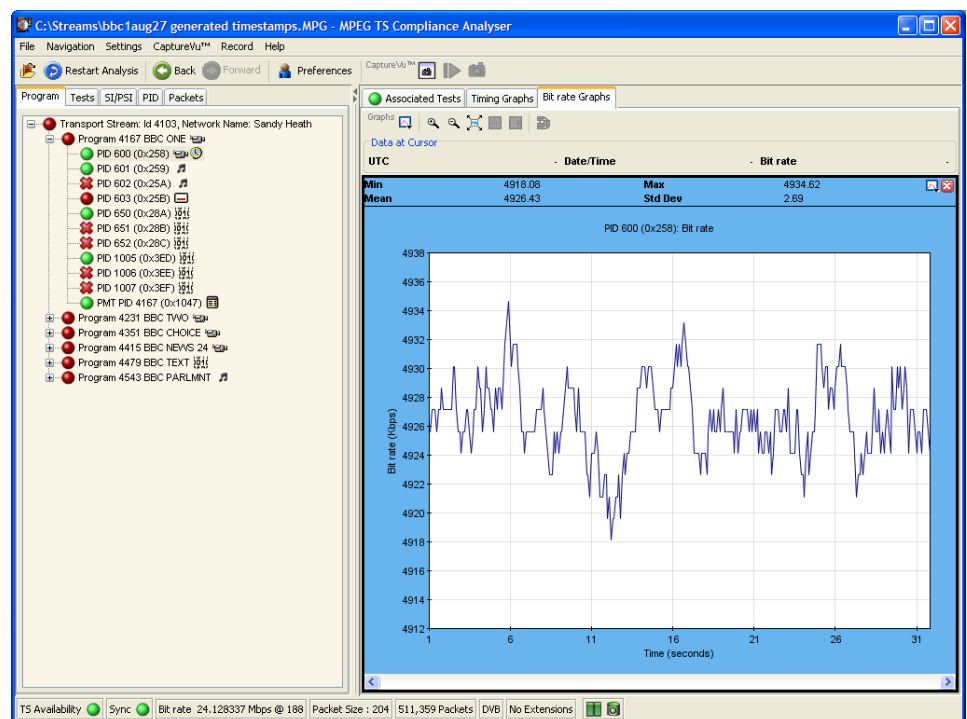 C:\Streams\bbc1aug27 generated timestamps.MPG - MPEG TS Compliance Analyser
File Navigation Settings CaptureVu™ Record Help
Restart Analysis Back Forward Preferences CaptureVu™
Program Tests SI/PSI PID Packets
Transport Stream: Id 4103, Network Name: Sandy Heath
Program 4167 BBC ONE
PID 600 (0x258)
PID 601 (0x259)
PID 602 (0x25A)
PID 603 (0x25B)
PID 650 (0x28A)
PID 651 (0x28B)
PID 652 (0x28C)
PID 1005 (0x3ED)
PID 1006 (0x3EE)
PID 1007 (0x3EF)
PMT PID 4167 (0x1047)
Program 4231 BBC TWO
Program 4351 BBC CHOICE
Program 4415 BBC NEWS 24
Program 4479 BBC TEXT
Program 4543 BBC PARLMNT
Associated Tests Timing Graphs Bit rate Graphs
Graphs
Data at Cursor
UTC - Date/Time - Bit rate -
Min 4918.08 Max 4934.62
Mean 4926.43 Std Dev 2.69
PID 600 (0x258): Bit rate
Bit rate (Kbps)
4938
4936
4934
4932
4930
4928
4926
4924
4922
4920
4918
4916
4914
4912
1 6 11 16 21 26 31
Time (seconds)
TS Availability Sync Bit rate 24.128337 Mbps @ 188 Packet Size : 204 511,359 Packets DVB No Extensions